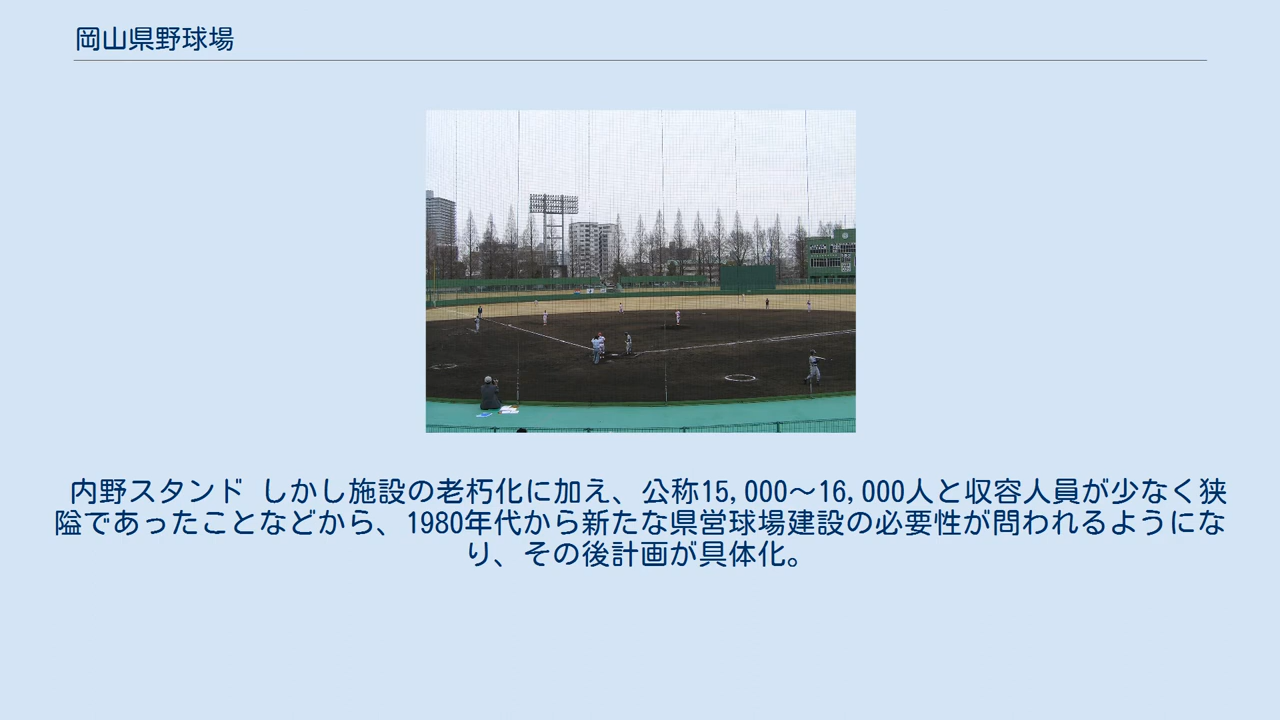 岡山県野球場
内野スタンド しかし施設の老朽化に加え、公称15,000～16,000人と収容人員が少なく狭
隘であったことなどから、1980年代から新たな県営球場建設の必要性が問われるようにな
り、その後計画が具体化。